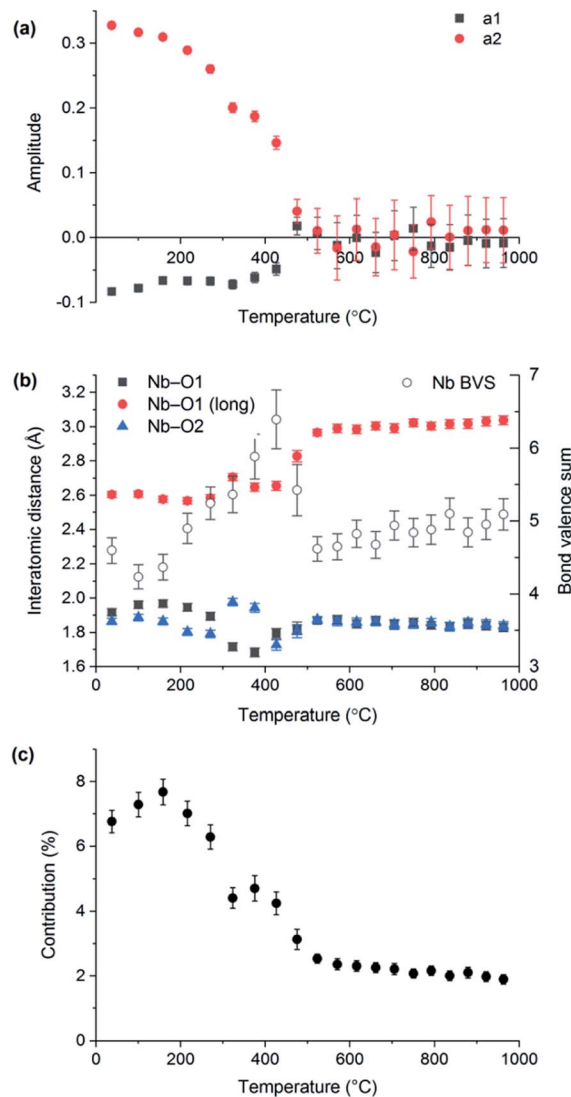 (a)
a1
a2
0.3
0.2
0.1
0.0
-0.1
Amplitude
0 200 400 600 800 1000
Temperature (°C)
(b)
Nb–O1
Nb–O1 (long)
Nb–O2
Nb BVS
3.2
3.0
2.8
2.6
2.4
2.2
2.0
1.8
1.6
Interatomic distance (Å)
7
6
5
4
3
Bond valence sum
0 200 400 600 800 1000
Temperature (°C)
(c)
8
6
4
2
0
Contribution (%)
0 200 400 600 800 1000
Temperature (°C)